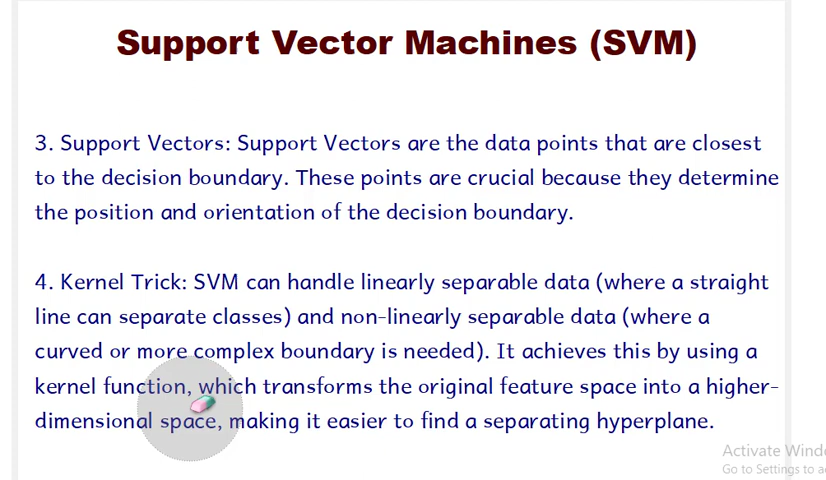 Support Vector Machines (SVM)
3. Support Vectors: Support Vectors are the data points that are closest
to the decision boundary. These points are crucial because they determine
the position and orientation of the decision boundary.
4. Kernel Trick: SVM can handle linearly separable data (where a straight
line can separate classes) and non-linearly separable data (where a
curved or more complex boundary is needed). It achieves this by using a
kernel function, which transforms the original feature space into a higher-
dimensional space, making it easier to find a separating hyperplane.
Activate
Go to Settings to